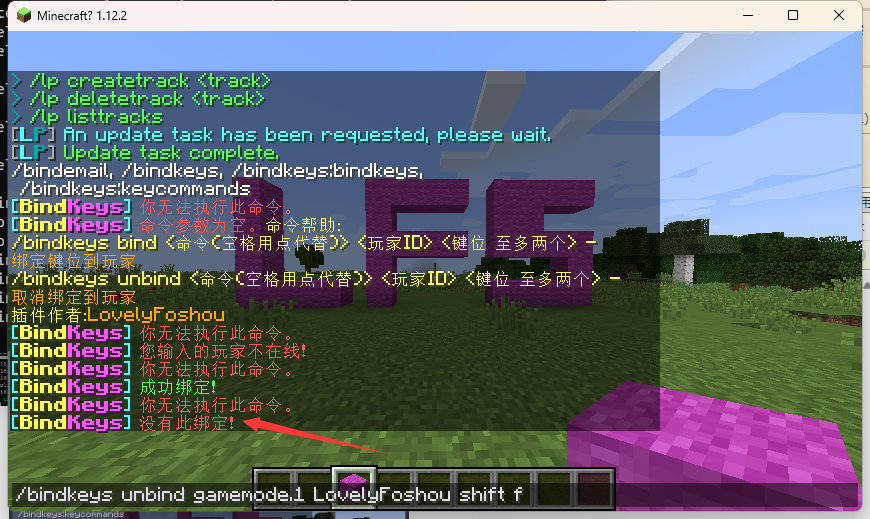 Minecraft? 1.12.2
> /lp createtrack <track>
> /lp deletetrack <track>
> /lp listtracks
[LP] An update task has been requested, please wait.
[LP] Update task complete.
/bindemail, /bindkeys, /bindkeys:bindkeys,
/bindkeys:keycommands
[BindKeys] 你无法执行此命令。
[BindKeys] 命令参数为空。命令帮助:
/bindkeys bind <命令(空格用点代替)> <玩家ID> <键位 至多两个> -
绑定键位到玩家
/bindkeys unbind <命令(空格用点代替)> <玩家ID> <键位 至多两个> -
取消绑定到玩家
插件作者:LovelyFoshou
[BindKeys] 你无法执行此命令。
[BindKeys] 您输入的玩家不在线!
[BindKeys] 你无法执行此命令。
[BindKeys] 成功绑定!
[BindKeys] 你无法执行此命令。
[BindKeys] 没有此绑定!
/bindkeys unbind gamemode.1 LovelyFoshou shift f
/bindkeys:keycommands